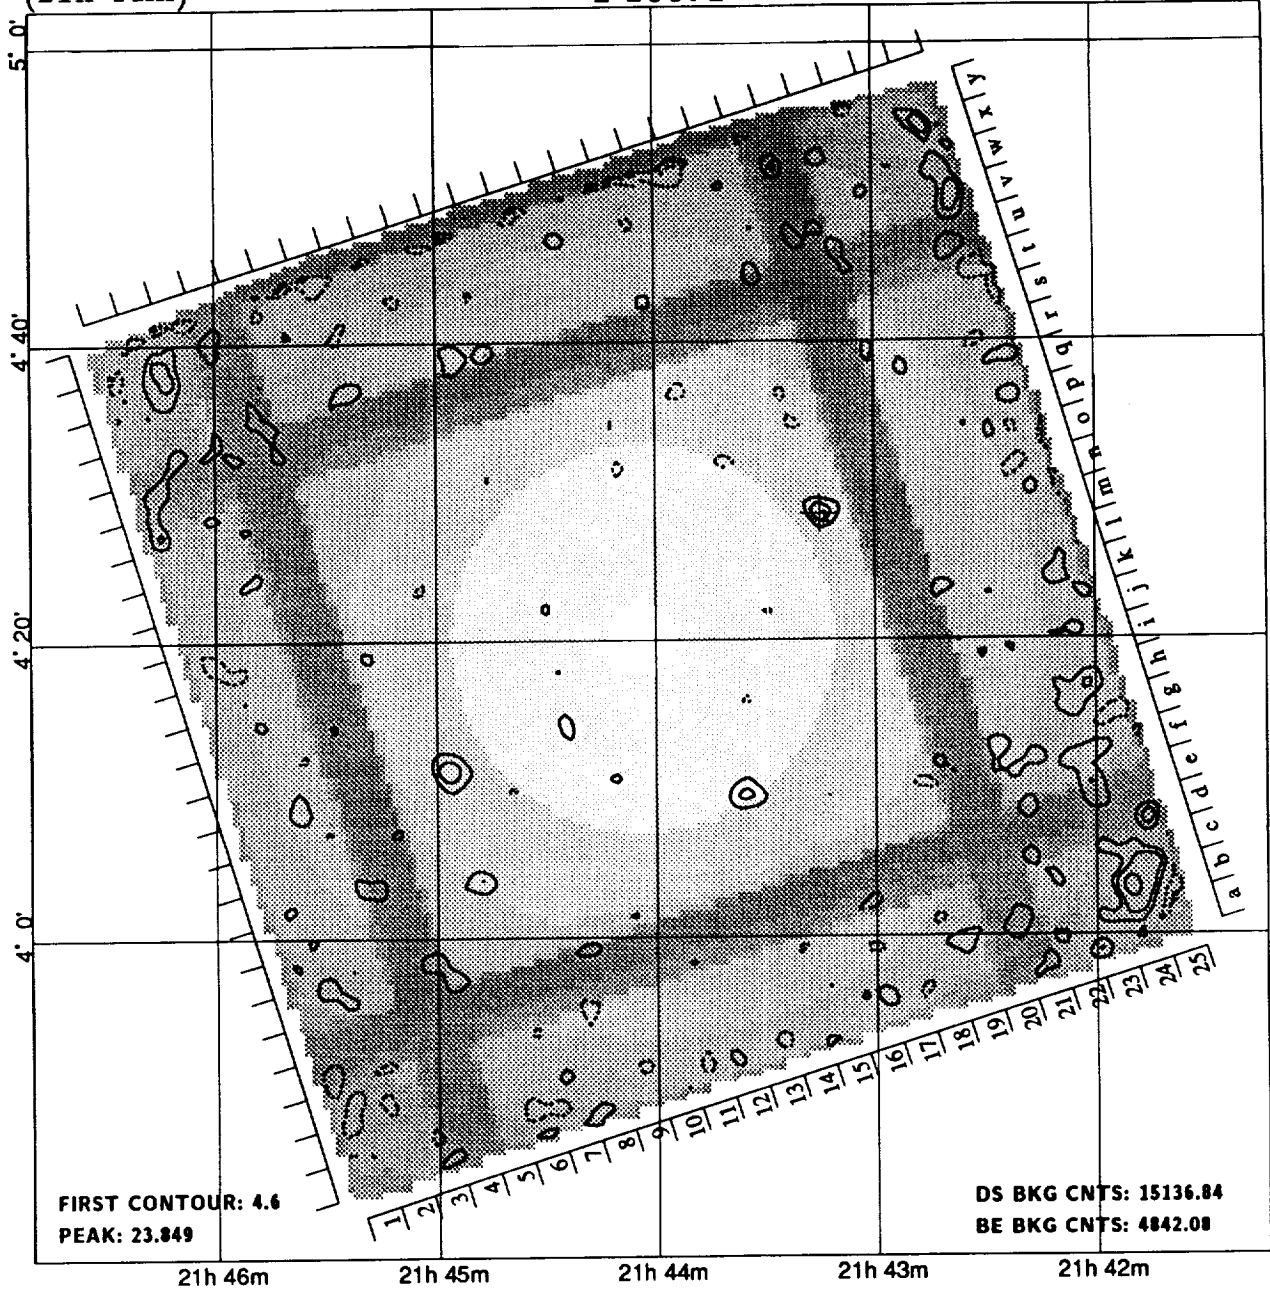 5° 0'
y
x
w
v
u
t
s
r
q
p
o
n
m
l
k
j
i
h
g
f
e
d
c
b
a
4° 40'
4° 20'
4° 0'
1
2
3
4
5
6
7
8
9
10
11
12
13
14
15
16
17
18
19
20
21
22
23
24
25
FIRST CONTOUR: 4.6
PEAK: 23.849
DS BKG CNTS: 15136.84
BE BKG CNTS: 4842.08
21h 46m
21h 45m
21h 44m
21h 43m
21h 42m